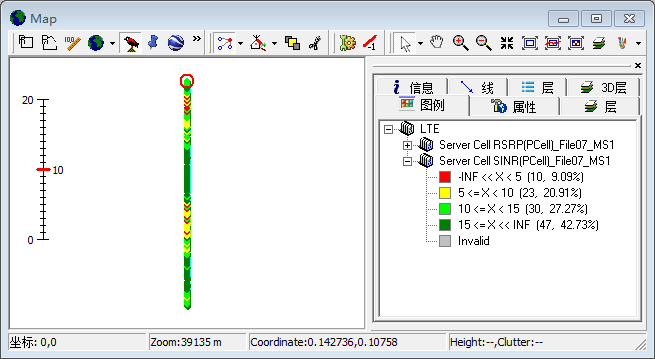 Map
信息
线
层
3D层
图例
属性
层
20
10
0
LTE
Server Cell RSRP(PCell)_File07_MS1
Server Cell SINR(PCell)_File07_MS1
-INF << X < 5 (10, 9.09%)
5 <= X < 10 (23, 20.91%)
10 <= X < 15 (30, 27.27%)
15 <= X << INF (47, 42.73%)
Invalid
坐标: 0,0
Zoom:39135 m
Coordinate:0.142736,0.10758
Height:--,Clutter:--